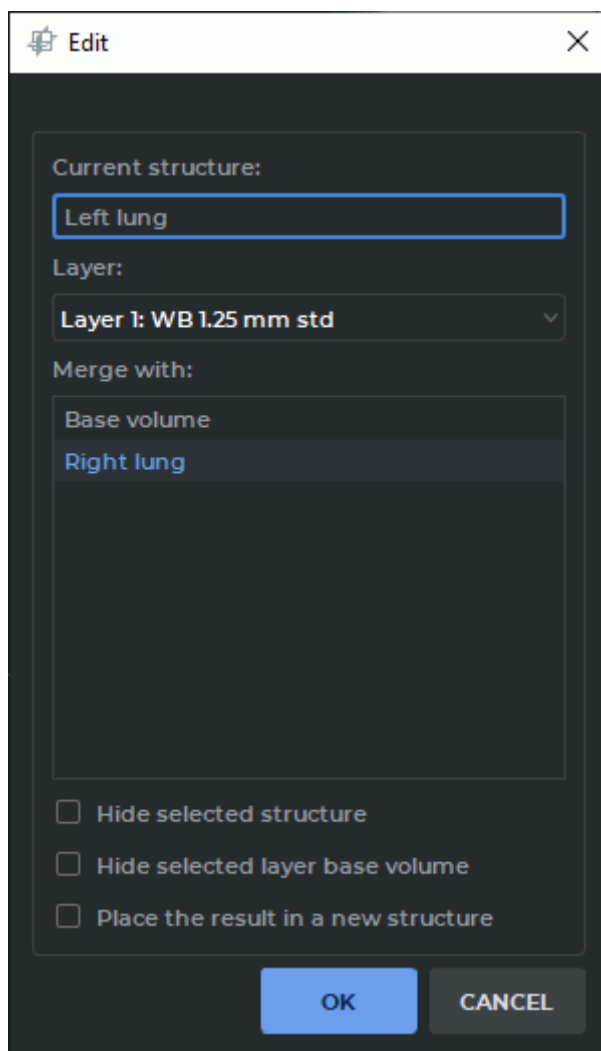 Edit
Current structure:
Left lung
Layer:
Layer 1: WB 1.25 mm std
Merge with:
Base volume
Right lung
Hide selected structure
Hide selected layer base volume
Place the result in a new structure
OK
CANCEL